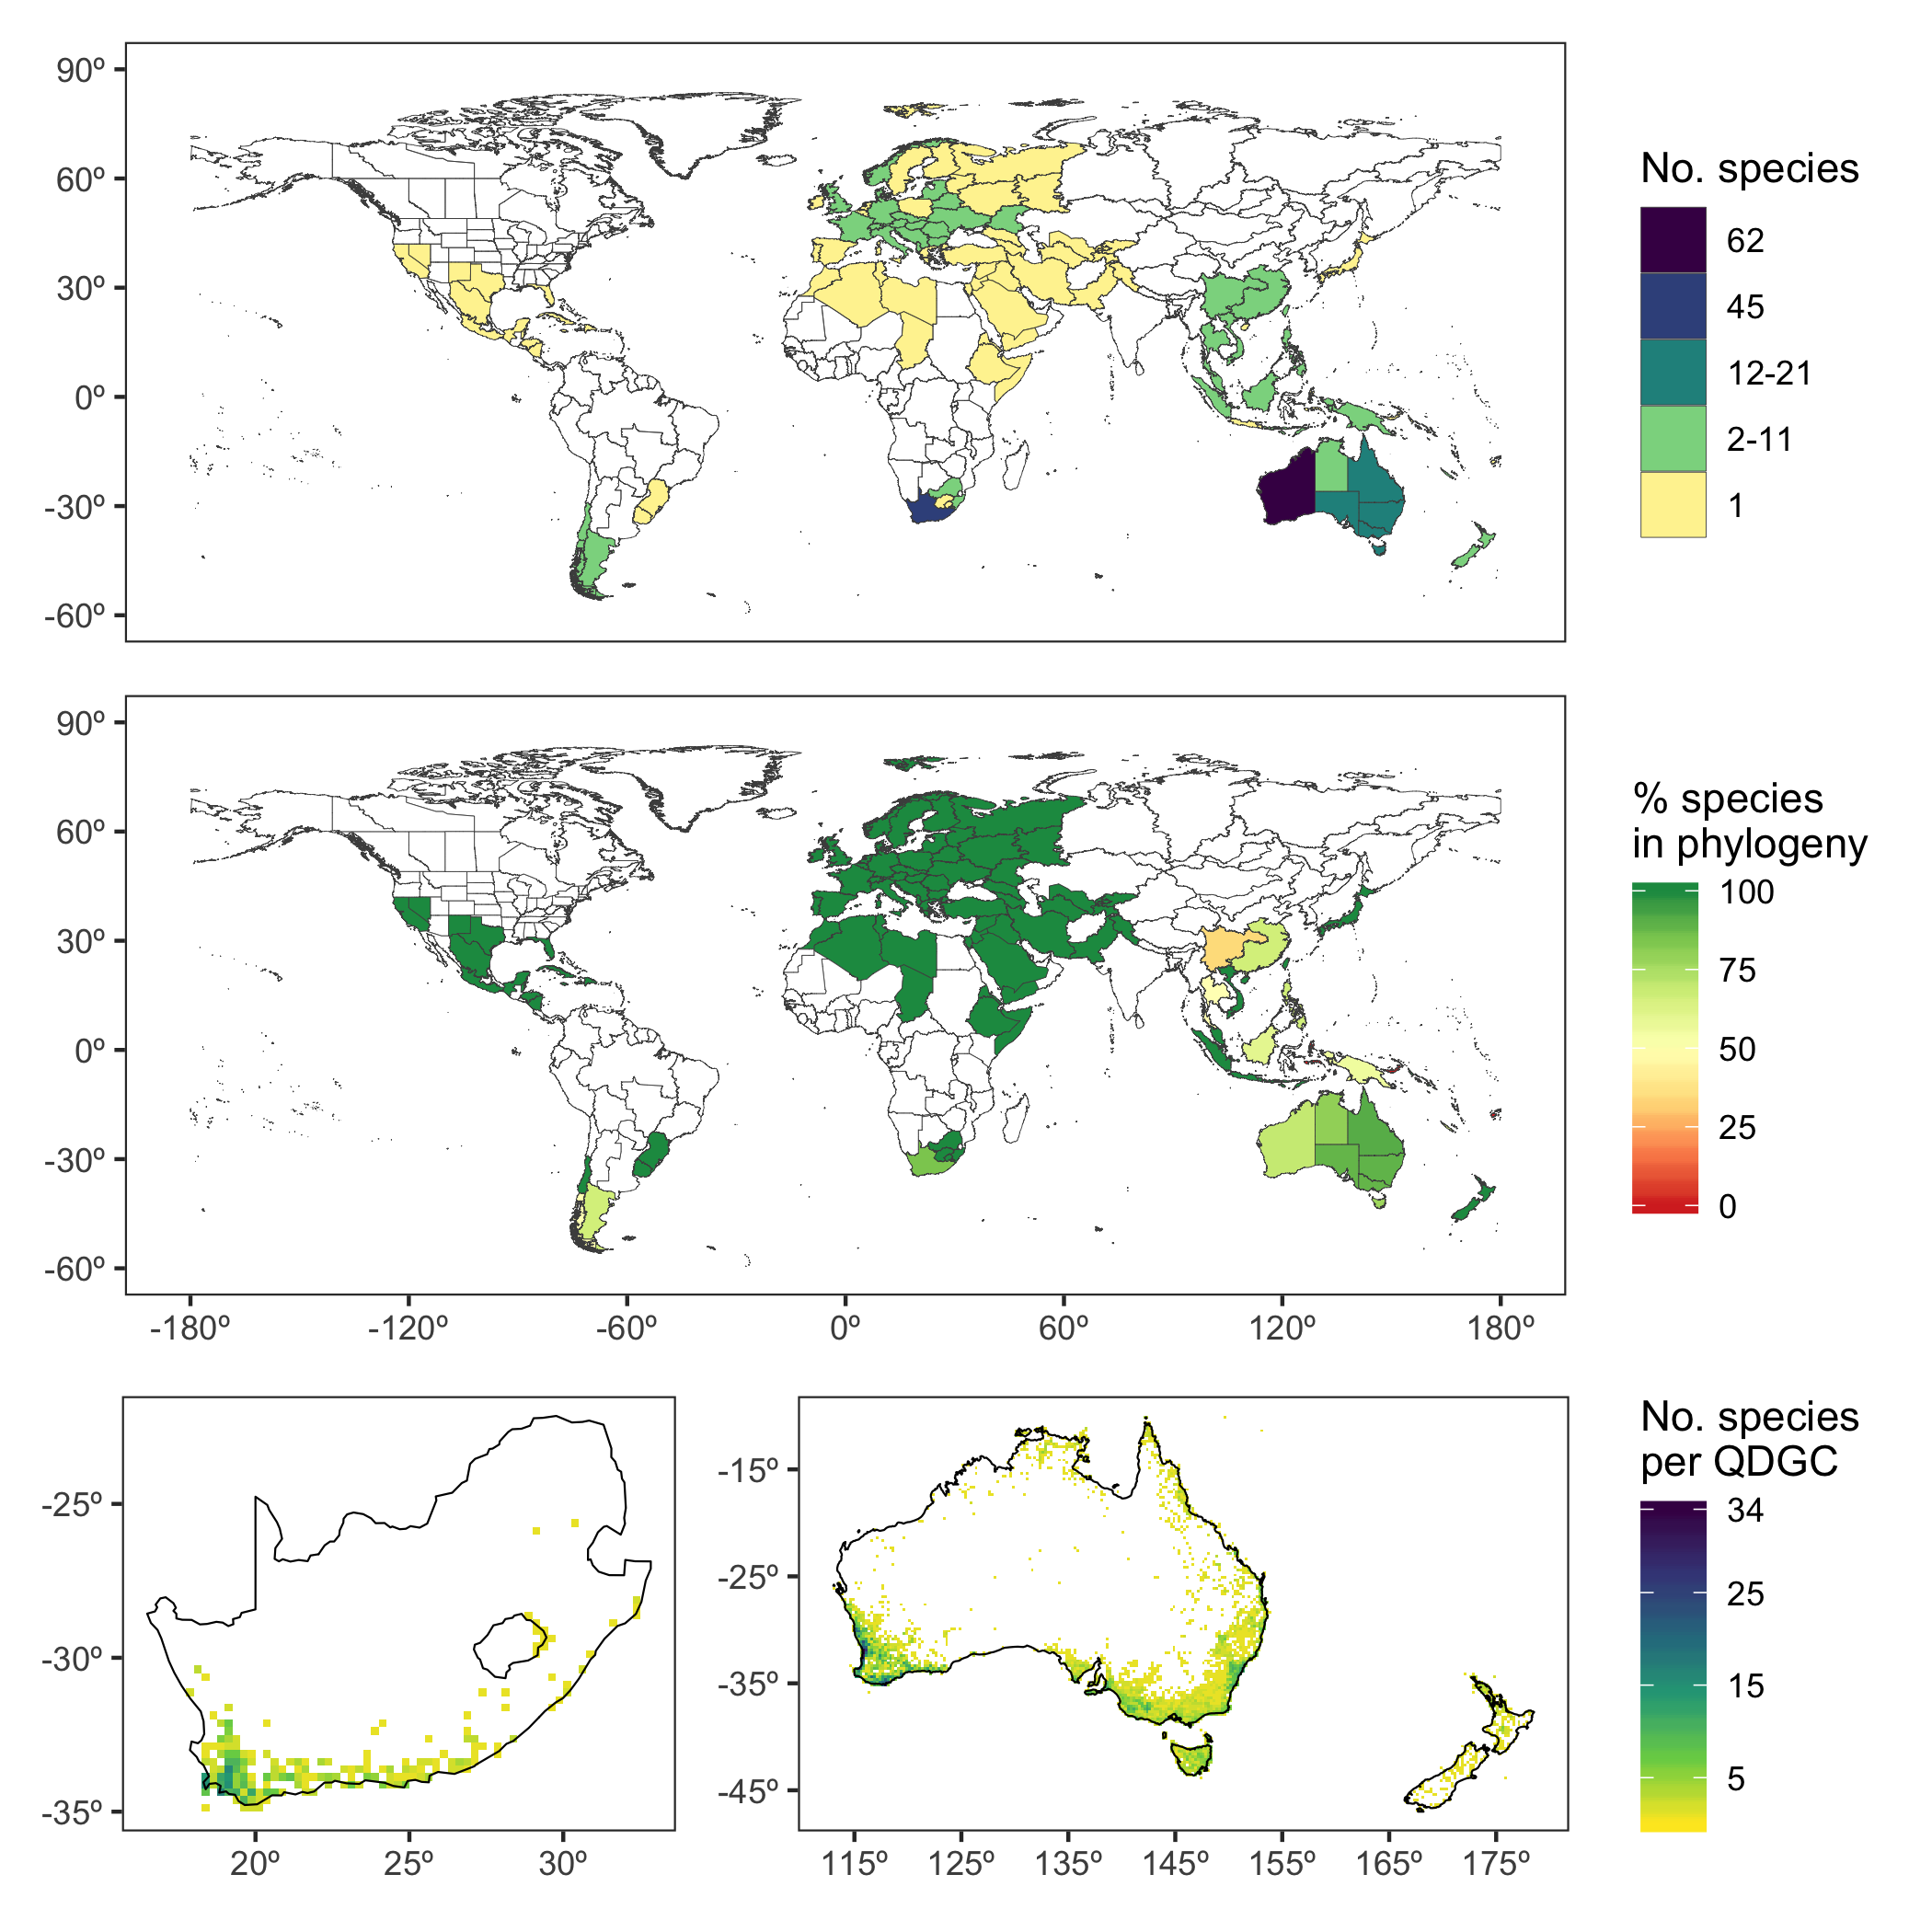 90º
60º
30º
0º
-30º
-60º
No. species
62
45
12-21
2-11
1
90º
60º
30º
0º
-30º
-60º
-180º
-120º
-60º
0º
60º
120º
180º
% species
in phylogeny
100
75
50
25
0
-25º
-30º
-35º
20º
25º
30º
-15º
-25º
-35º
-45º
115º
125º
135º
145º
155º
165º
175º
No. species
per QDGC
34
25
15
5